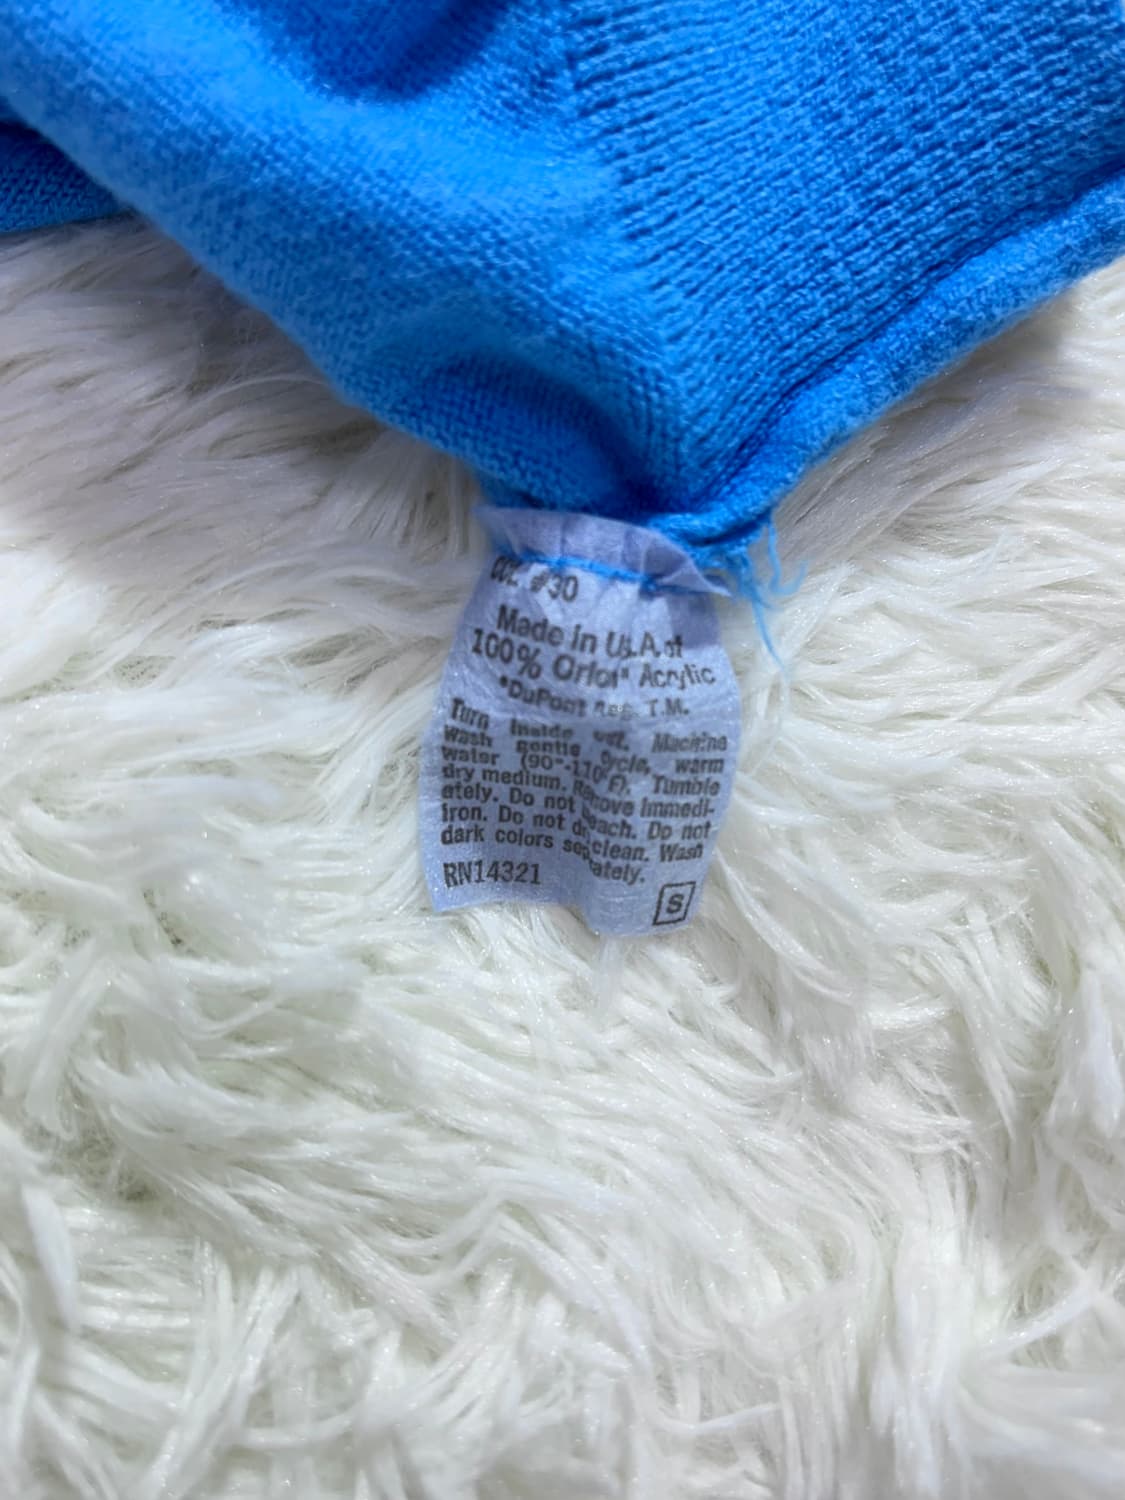 #30
Made in U.S.A. of
100% Orlon* Acrylic
*DuPont Reg. T.M.
Turn inside out. Machine
wash gentle cycle, warm
water (90°-110°F). Tumble
dry medium. Remove immedi-
ately. Do not bleach. Do not
iron. Do not dry clean. Wash
dark colors separately.
RN14321
S